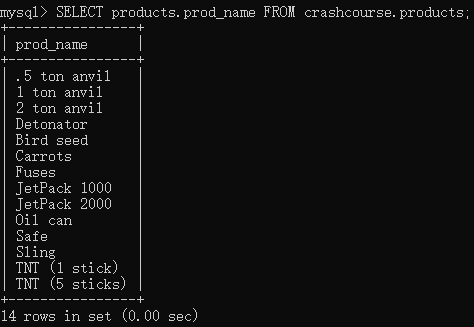 mysql> SELECT products.prod_name FROM crashcourse.products;
+----------------+
| prod_name      |
+----------------+
| .5 ton anvil   |
| 1 ton anvil    |
| 2 ton anvil    |
| Detonator      |
| Bird seed      |
| Carrots        |
| Fuses          |
| JetPack 1000   |
| JetPack 2000   |
| Oil can        |
| Safe           |
| Sling          |
| TNT (1 stick)  |
| TNT (5 sticks) |
+----------------+
14 rows in set (0.00 sec)